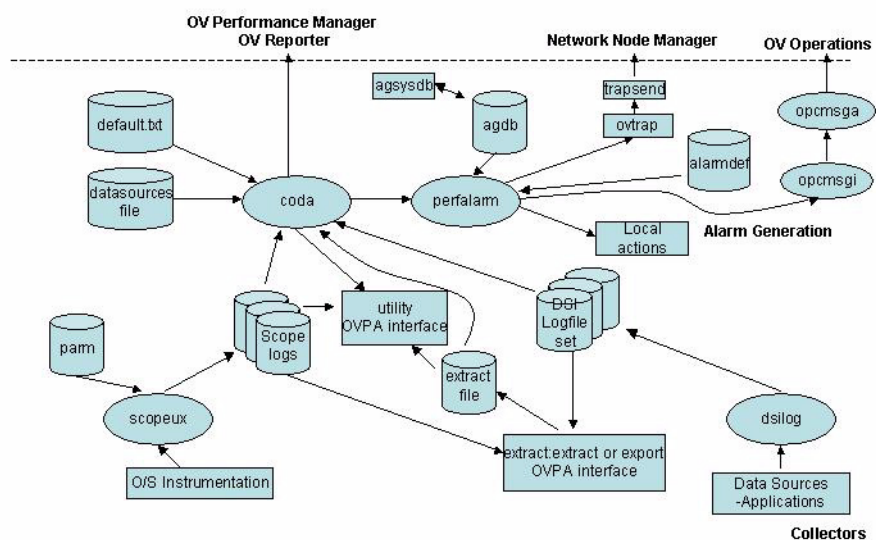 OV Performance Manager
OV Reporter
Network Node Manager
OV Operations
agsysdb
trapsend
default.txt
agdb
ovtrap
opcmsga
alarmdef
datasources
file
coda
perfalarm
opcmsgi
Local
actions
Alarm Generation
utility
OVPA interface
DSI
Logfile
set
parm
Scope
logs
extract
file
scopeux
dsilog
extract:extract or export
OVPA interface
O/S Instrumentation
Data Sources
-Applications
Collectors